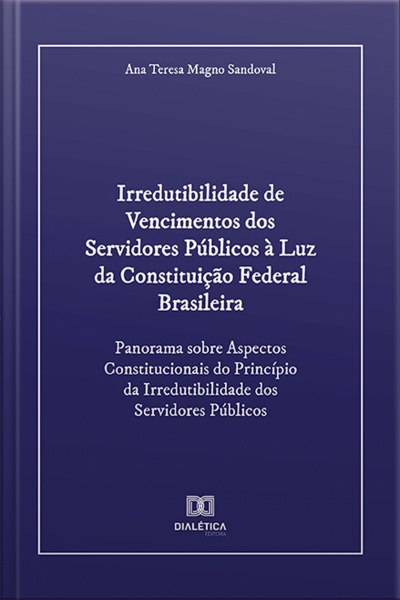 Ana Teresa Magno Sandoval
Irredutibilidade de
Vencimentos dos
Servidores Públicos à Luz
da Constituição Federal
Brasileira
Panorama sobre Aspectos
Constitucionais do Princípio
da Irredutibilidade dos
Servidores Públicos
DIALÉTICA
EDITORA